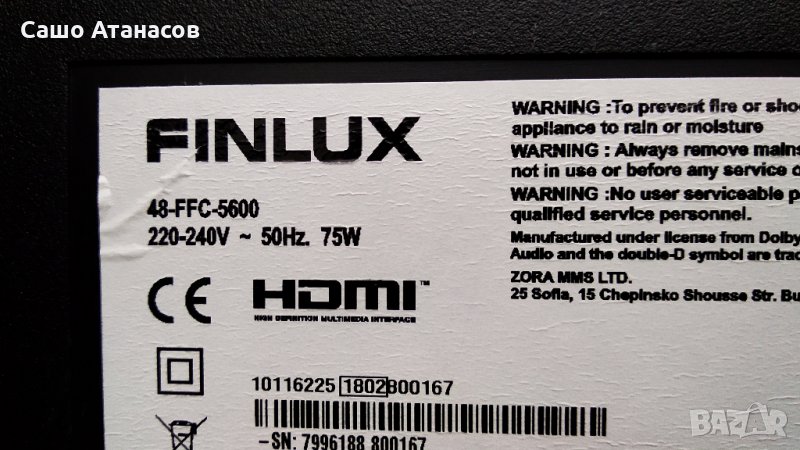 Сашо Атанасов
FINLUX
48-FFC-5600
220-240V ~ 50Hz. 75W
CE HDMI™
HIGH DEFINITION MULTIMEDIA INTERFACE
10116225 1802800167
-SN: 7996188 800167
WARNING :To prevent fire or shoc
appliance to rain or moisture
WARNING : Always remove mains
not in use or before any service o
WARNING :No user serviceable p
qualified service personnel.
Manufactured under license from Dolby
Audio and the double-D symbol are trad
ZORA MMS LTD.
25 Sofia, 15 Chepinsko Shousse Str. Bu
BAZAR